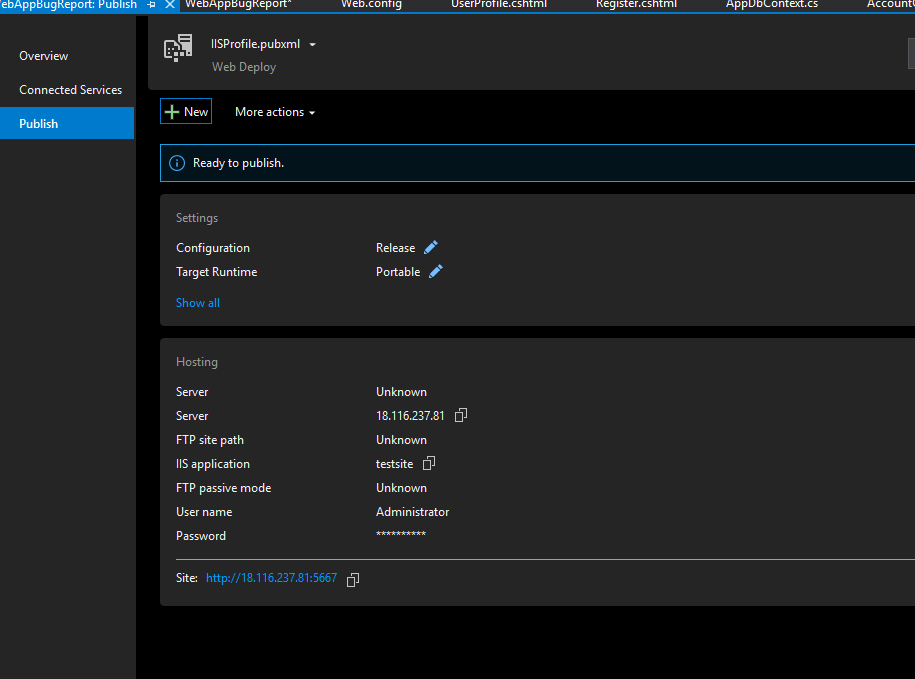 ebAppBugReport: Publish WebAppBugReport* Web.config UserProfile.cshtml Register.cshtml AppDbContext.cs Account
Overview
Connected Services
Publish
IISProfile.pubxml
Web Deploy
New More actions
Ready to publish.
Settings
Configuration Release
Target Runtime Portable
Show all
Hosting
Server Unknown
Server 18.116.237.81
FTP site path Unknown
IIS application testsite
FTP passive mode Unknown
User name Administrator
Password **********
Site: http://18.116.237.81:5667